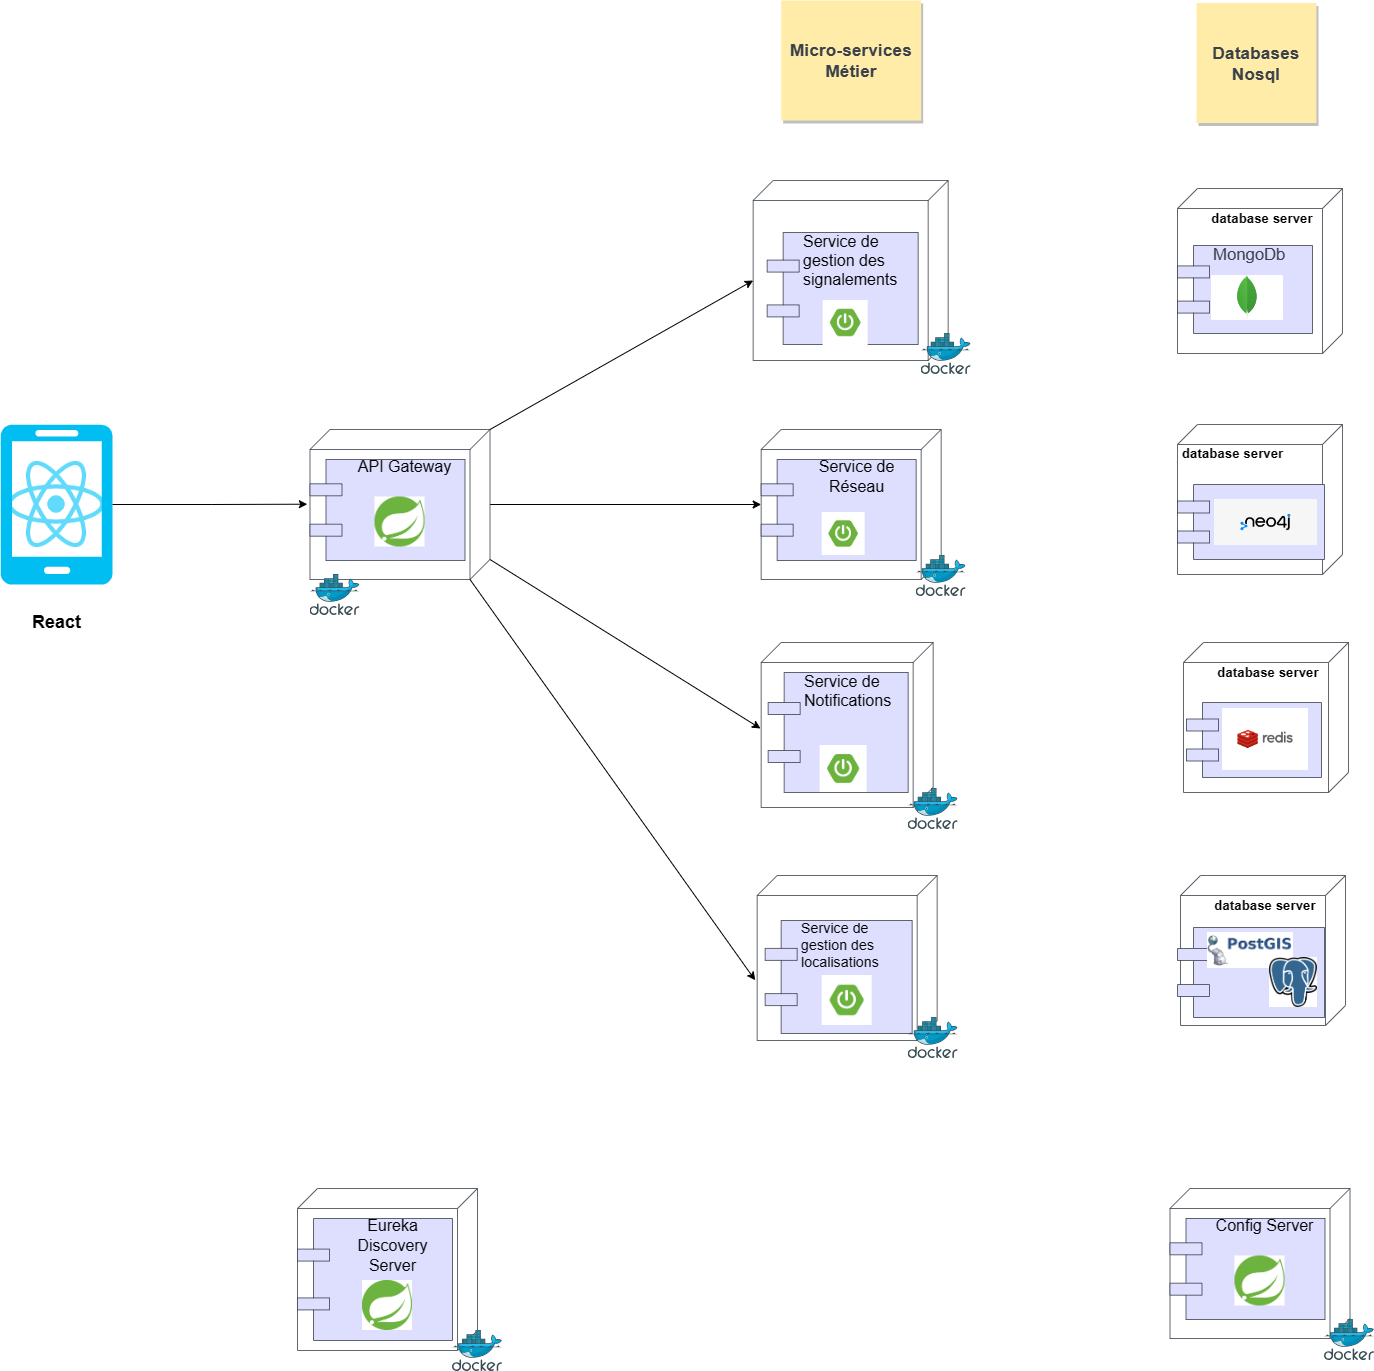 Micro-services
Métier
Databases
Nosql
Service de
gestion des
signalements
docker
database server
MongoDb
React
API Gateway
docker
Service de
Réseau
docker
database server
neo4j
Service de
Notifications
docker
database server
redis
Service de
gestion des
localisations
docker
database server
PostGIS
Eureka
Discovery
Server
docker
Config Server
docker